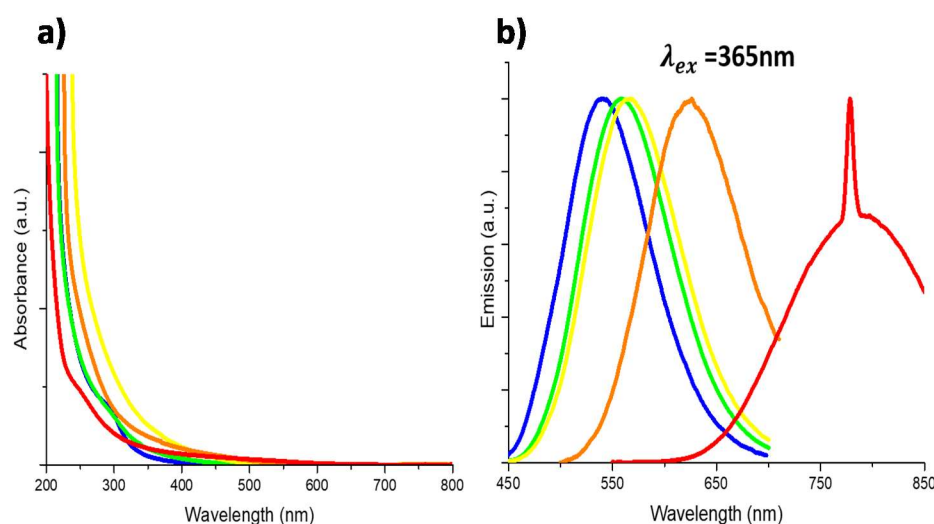 a)
Absorbance (a.u.)
200 300 400 500 600 700 800
Wavelength (nm)
b)
λex =365nm
Emission (a.u.)
450 550 650 750 850
Wavelength (nm)